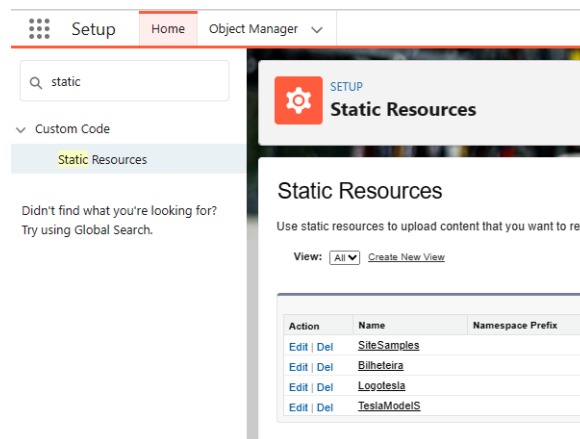 Setup
Home
Object Manager
static
Custom Code
Static Resources
Didn't find what you're looking for?
Try using Global Search.
SETUP
Static Resources
Static Resources
Use static resources to upload content that you want to re
View: All Create New View
Action Name Namespace Prefix
Edit | Del SiteSamples
Edit | Del Bilheteira
Edit | Del Logotesla
Edit | Del TeslaModelS